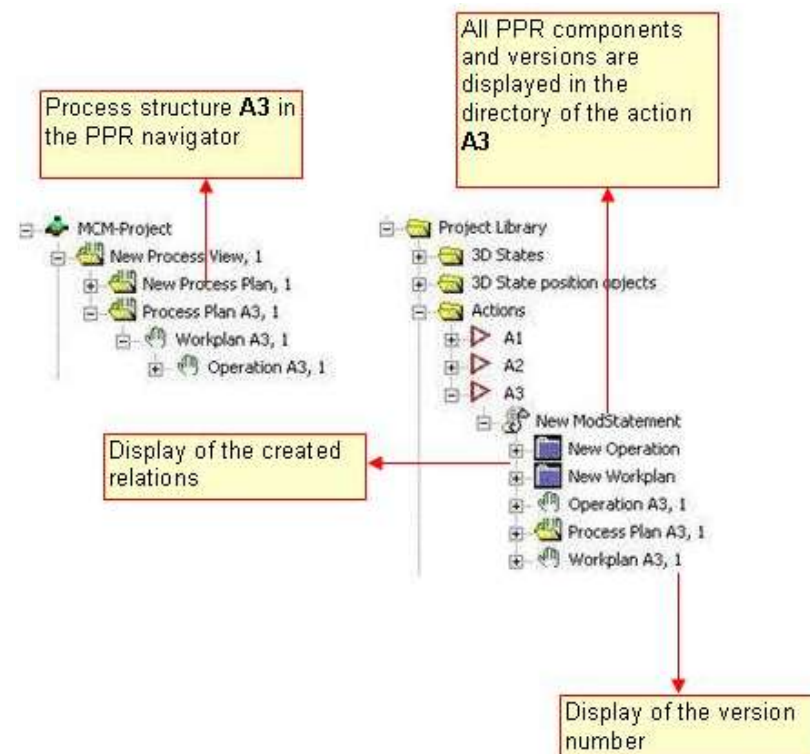 All PPR components
and versions are
displayed in the
directory of the action
A3
Process structure A3 in
the PPR navigator
MCM-Project
New Process View, 1
New Process Plan, 1
Process Plan A3, 1
Workplan A3, 1
Operation A3, 1
Project Library
3D States
3D State position objects
Actions
A1
A2
A3
New ModStatement
New Operation
New Workplan
Operation A3, 1
Process Plan A3, 1
Workplan A3, 1
Display of the created
relations
Display of the version
number